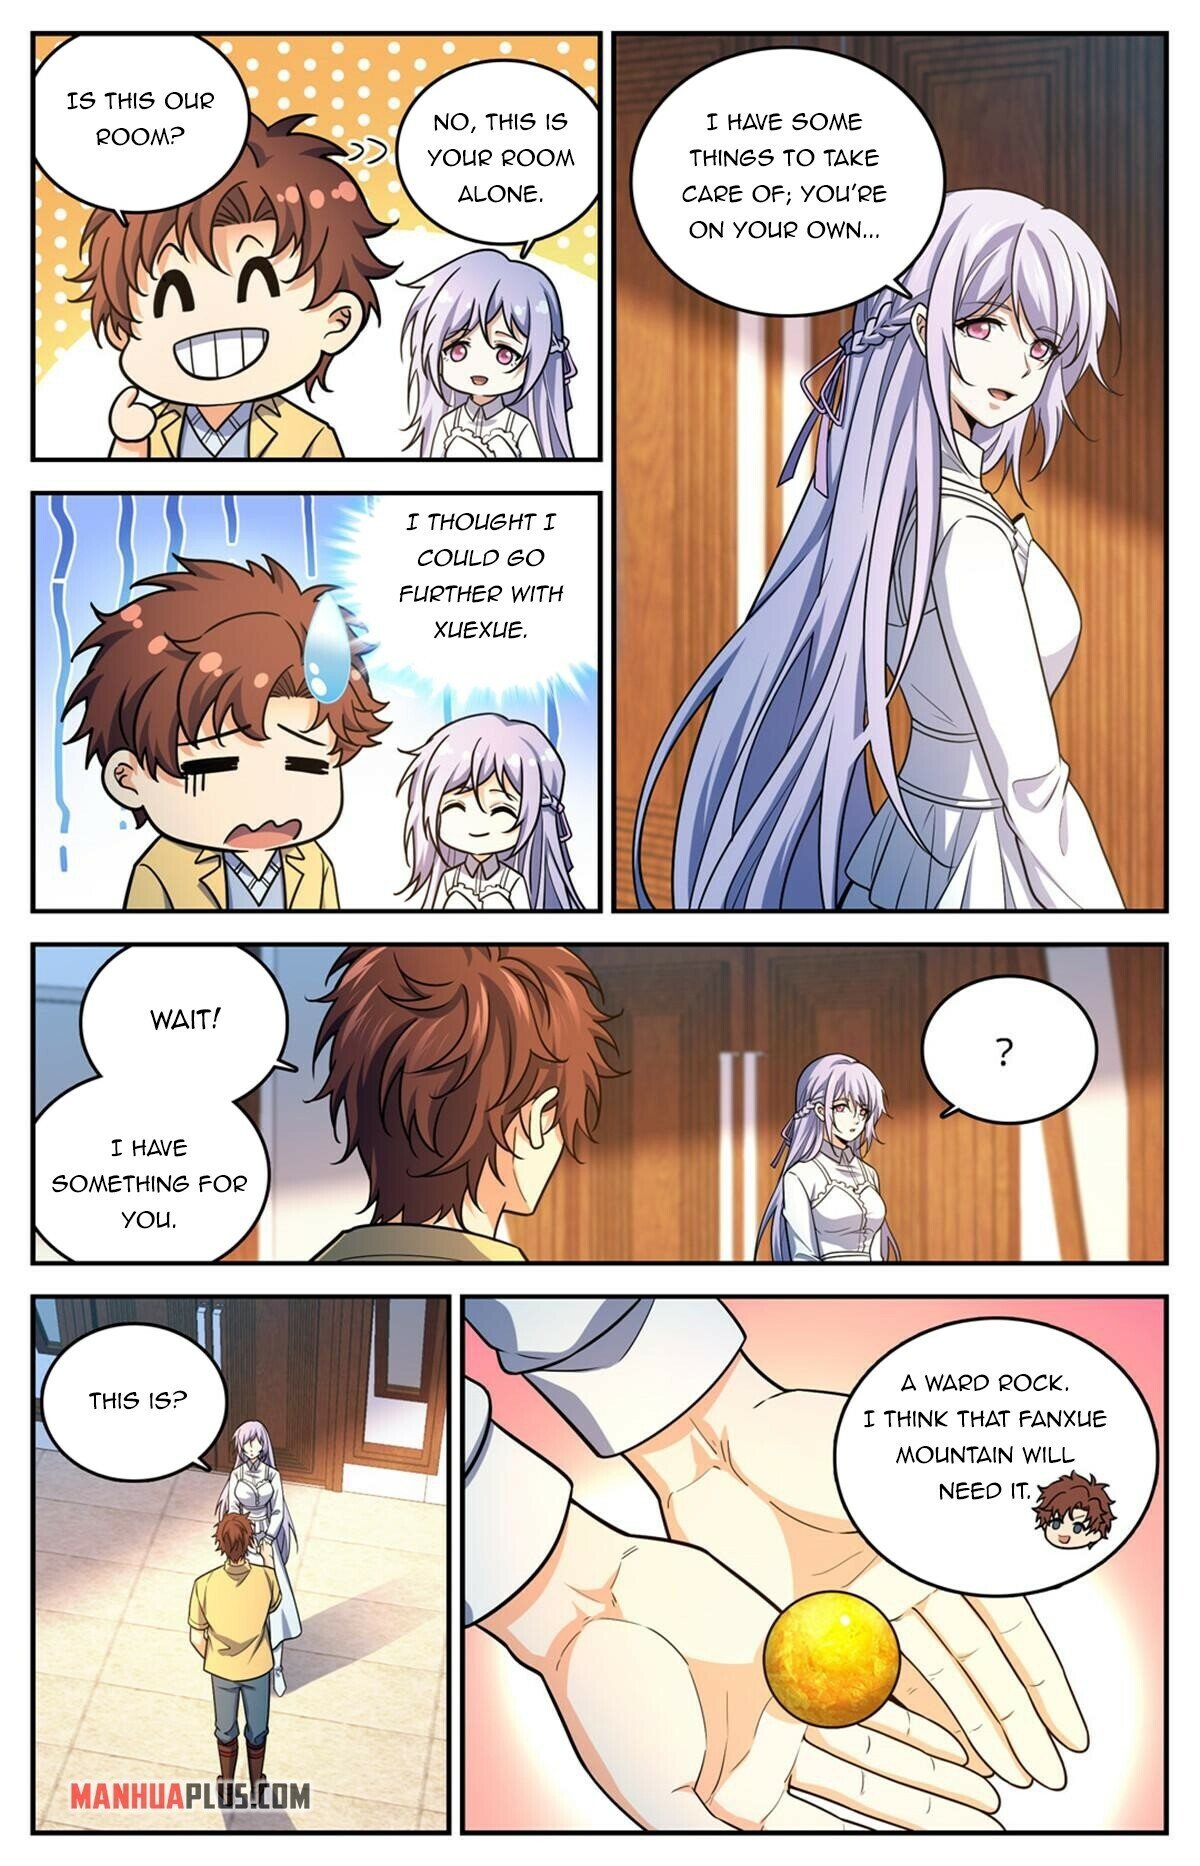 IS THIS OUR
ROOM?
NO, THIS IS
YOUR ROOM
ALONE.
I HAVE SOME
THINGS TO TAKE
CARE OF; YOU'RE
ON YOUR OWN...
I THOUGHT I
COULD GO
FURTHER WITH
XUEXUE.
WAIT!
I HAVE
SOMETHING FOR
YOU.
?
THIS IS?
A WARD ROCK.
I THINK THAT FANXUE
MOUNTAIN WILL
NEED IT.
MANHUAPLUS.COM